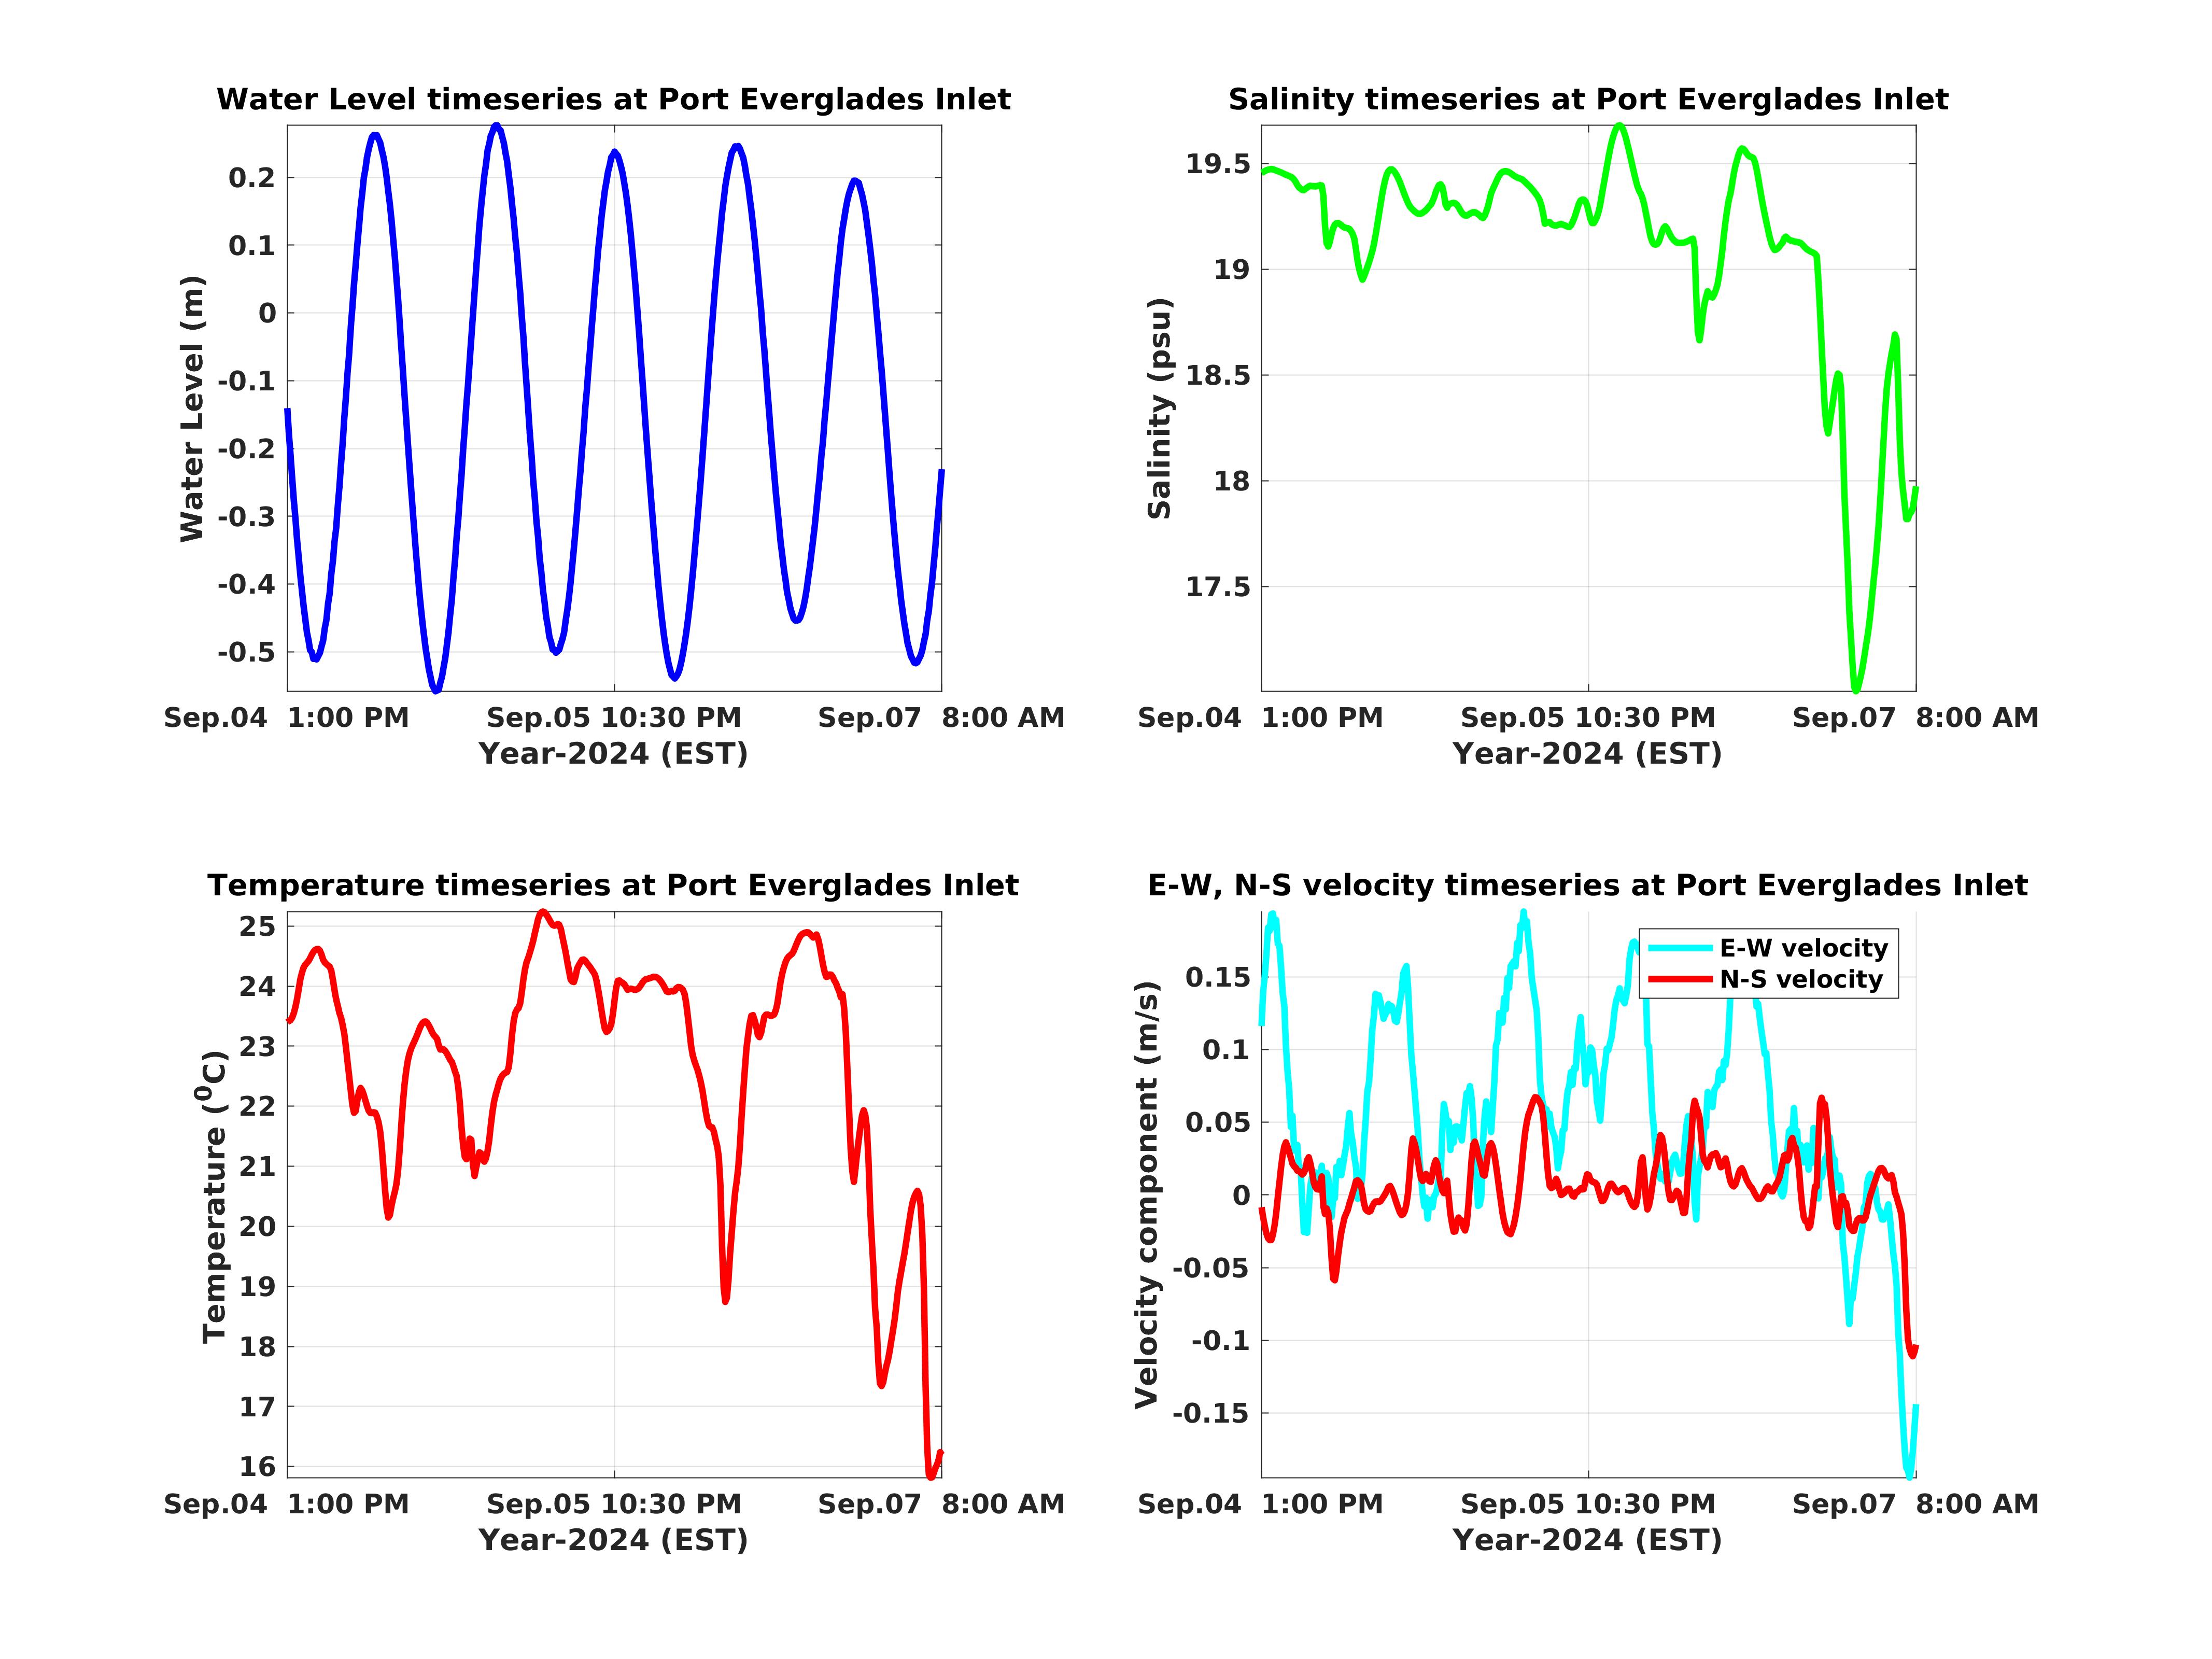 Water Level timeseries at Port Everglades Inlet
Water Level (m)
0.2
0.1
0
-0.1
-0.2
-0.3
-0.4
-0.5
Sep.04 1:00 PM Sep.05 10:30 PM Sep.07 8:00 AM
Year-2024 (EST)
Salinity timeseries at Port Everglades Inlet
Salinity (psu)
19.5
19
18.5
18
17.5
Sep.04 1:00 PM Sep.05 10:30 PM Sep.07 8:00 AM
Year-2024 (EST)
Temperature timeseries at Port Everglades Inlet
Temperature (⁰C)
25
24
23
22
21
20
19
18
17
16
Sep.04 1:00 PM Sep.05 10:30 PM Sep.07 8:00 AM
Year-2024 (EST)
E-W, N-S velocity timeseries at Port Everglades Inlet
Velocity component (m/s)
E-W velocity
N-S velocity
0.15
0.1
0.05
0
-0.05
-0.1
-0.15
Sep.04 1:00 PM Sep.05 10:30 PM Sep.07 8:00 AM
Year-2024 (EST)